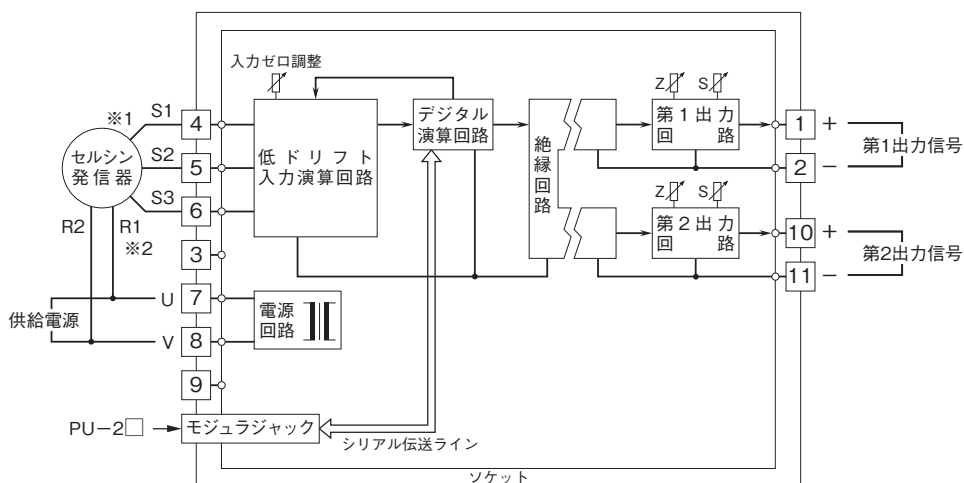 入力ゼロ調整
※1
S1
4
セルシン
発信器
S2
5
S3
6
R2
R1
※2
3
低ドリフト
入力演算回路
デジタル
演算回路
絶縁回路
Z
S
第1出力
回路
1
+
2
−
第1出力信号
Z
S
第2出力
回路
10
+
11
−
第2出力信号
供給電源
U
7
V
8
電源
回路
9
PU−2□
モジュラジャック
シリアル伝送ライン
ソケット